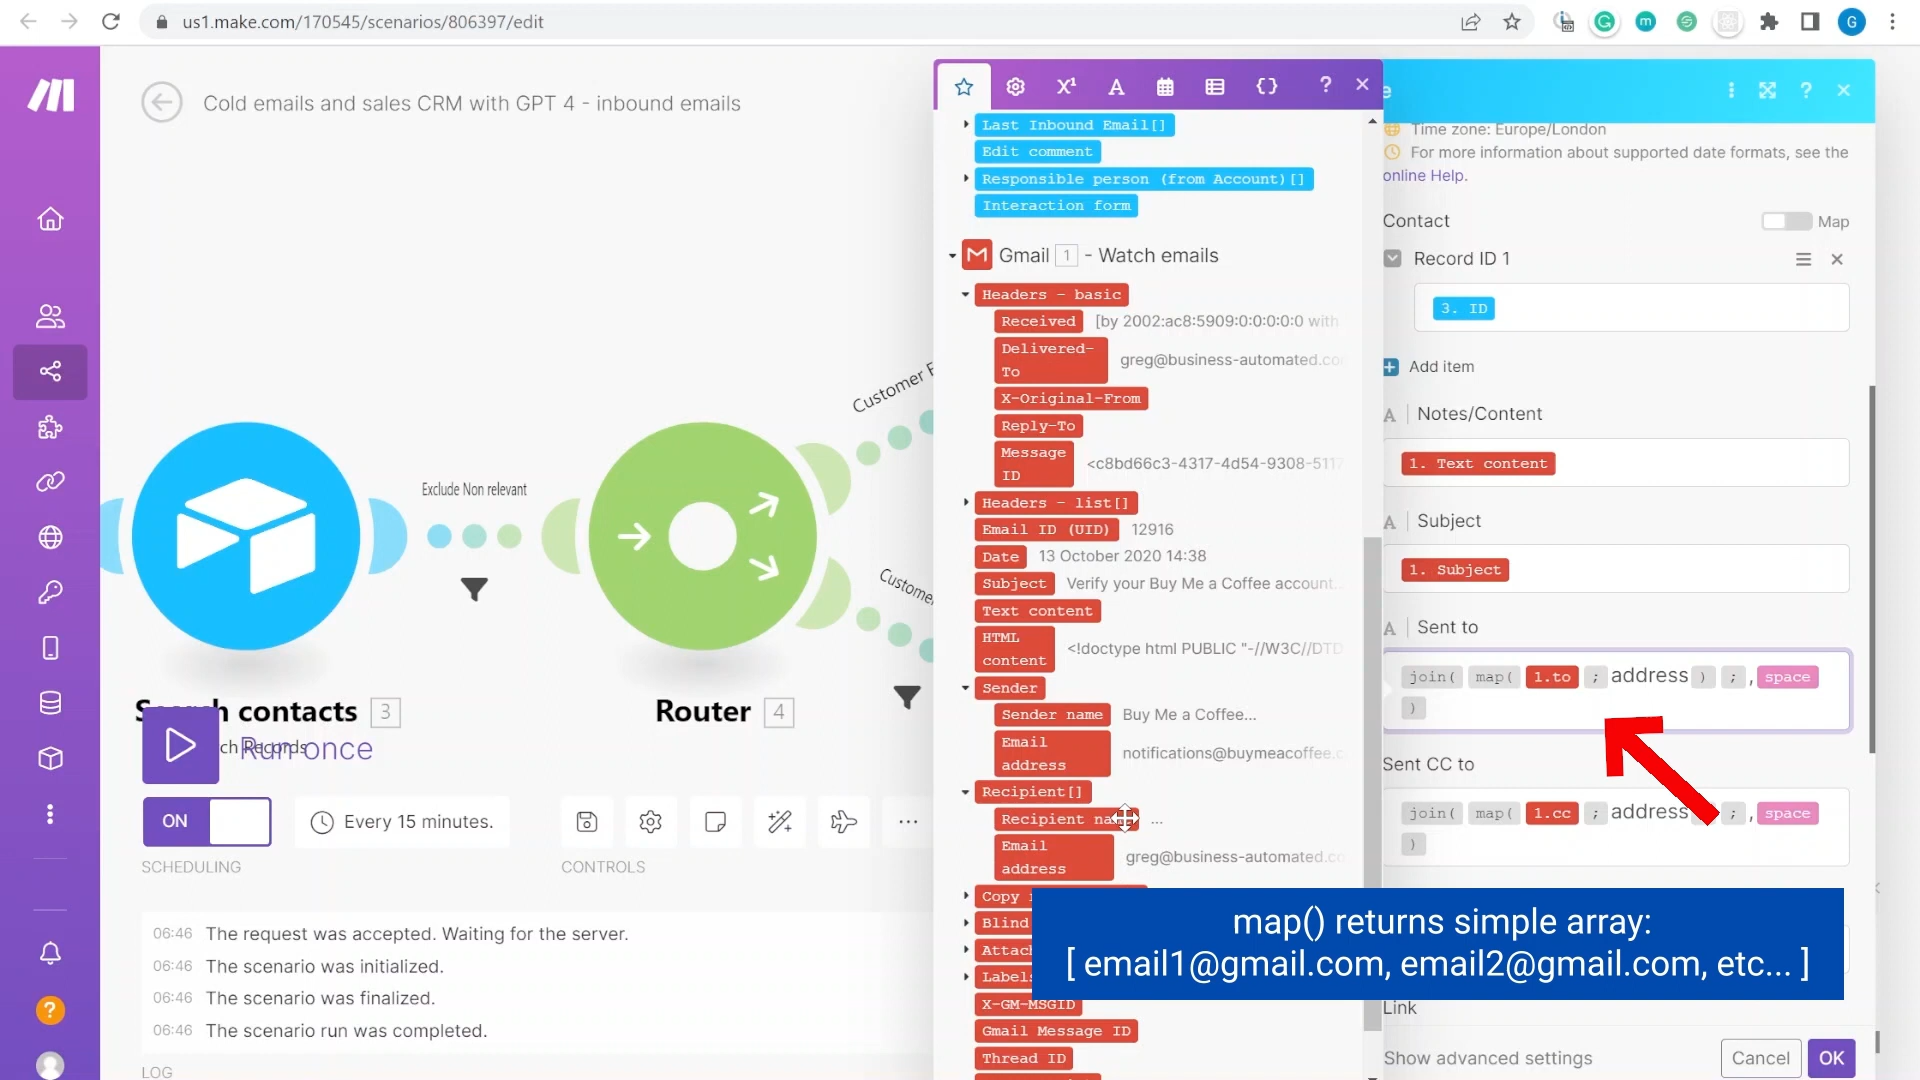 us1.make.com/170545/scenarios/806397/edit
G
Cold emails and sales CRM with GPT 4 - inbound emails
Exclude Non relevant
Customer
Customer
Search contacts 3
Router 4
Run once
ON
Every 15 minutes.
SCHEDULING
CONTROLS
06:46 The request was accepted. Waiting for the server.
06:46 The scenario was initialized.
06:46 The scenario was finalized.
06:46 The scenario run was completed.
LOG
Last Inbound Email[]
Edit comment
Responsible person (from Account)[]
Interaction form
Gmail 1 - Watch emails
Headers - basic
Received [by 2002:ac8:5909:0:0:0:0:0 with
Delivered-To greg@business-automated.co
X-Original-From
Reply-To
Message ID <c8bd66c3-4317-4d54-9308-5117
Headers - list[]
Email ID (UID) 12916
Date 13 October 2020 14:38
Subject Verify your Buy Me a Coffee account...
Text content
HTML content <!doctype html PUBLIC "-//W3C//DTD
Sender
Sender name Buy Me a Coffee...
Email address notifications@buymeacoffee.c
Recipient[]
Recipient ...
Email address greg@business-automated.co
Copy
Blind
Attach
Labels
X-GM-MSGID
Gmail Message ID
Thread ID
Time zone: Europe/London
For more information about supported date formats, see the
online Help.
Contact Map
Record ID 1
3. ID
Add item
A Notes/Content
1. Text content
A Subject
1. Subject
A Sent to
join( map( 1.to ; address ) ; , space
)
Sent CC to
join( map( 1.cc ; address ; , space
)
map() returns simple array:
[ email1@gmail.com, email2@gmail.com, etc... ]
Link
Show advanced settings
Cancel OK